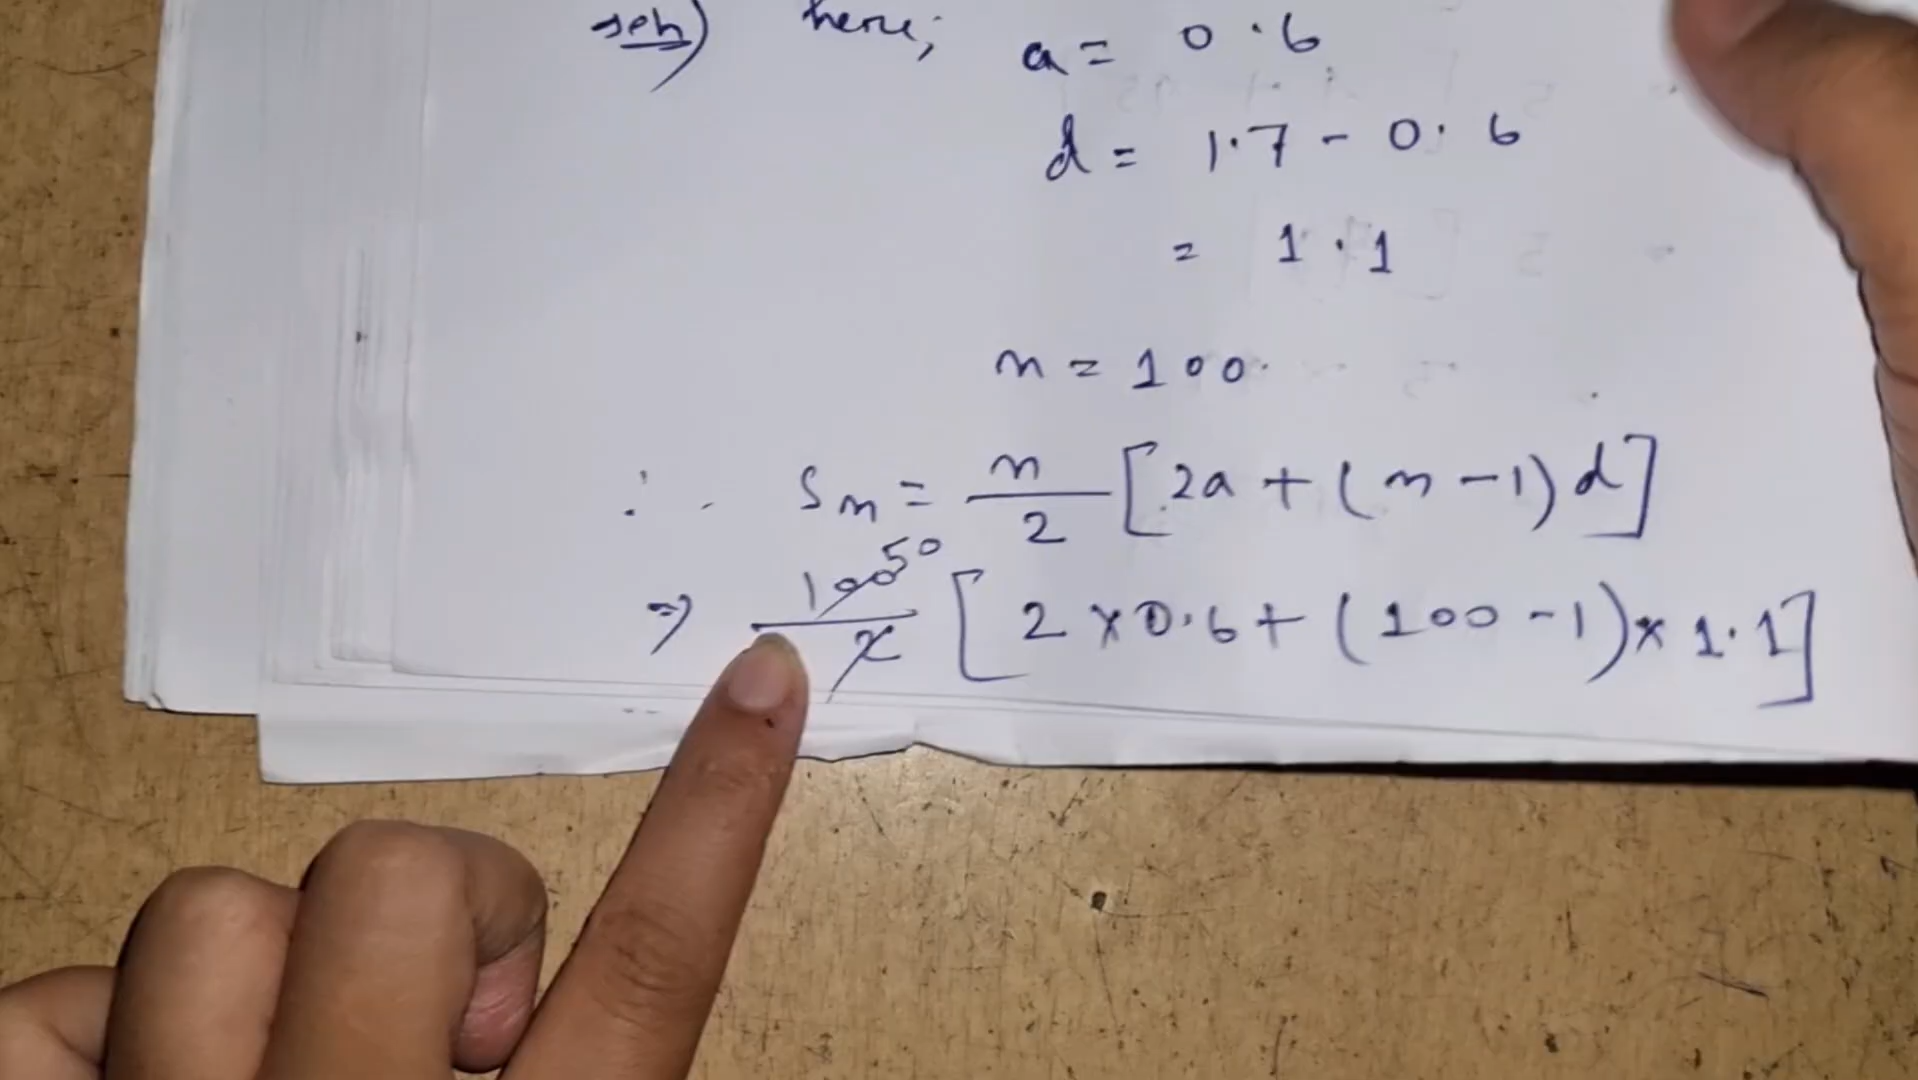 soln) here; a = 0.6
d = 1.7 - 0.6
= 1.1
n = 100.
∴ Sn = n/2 [2a + (n - 1) d]
⇒ 100/2 50 [2 × 0.6 + (100 - 1) × 1.1]